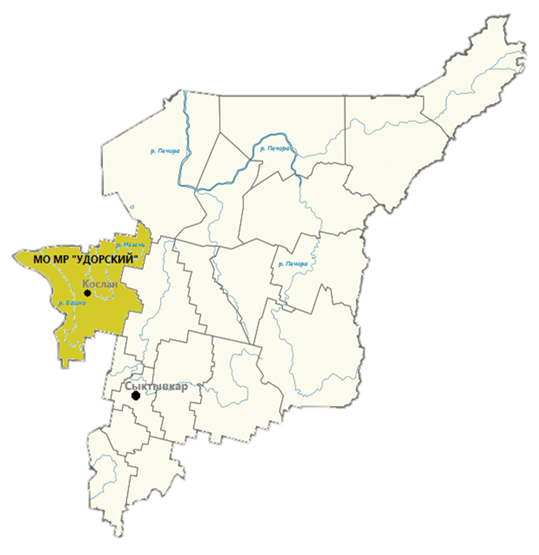 р. Печора
р. Печора
р. Мезень
МО МР "УДОРСКИЙ"
р. Печора
Кослан
р. Вашка
Сыктывкар